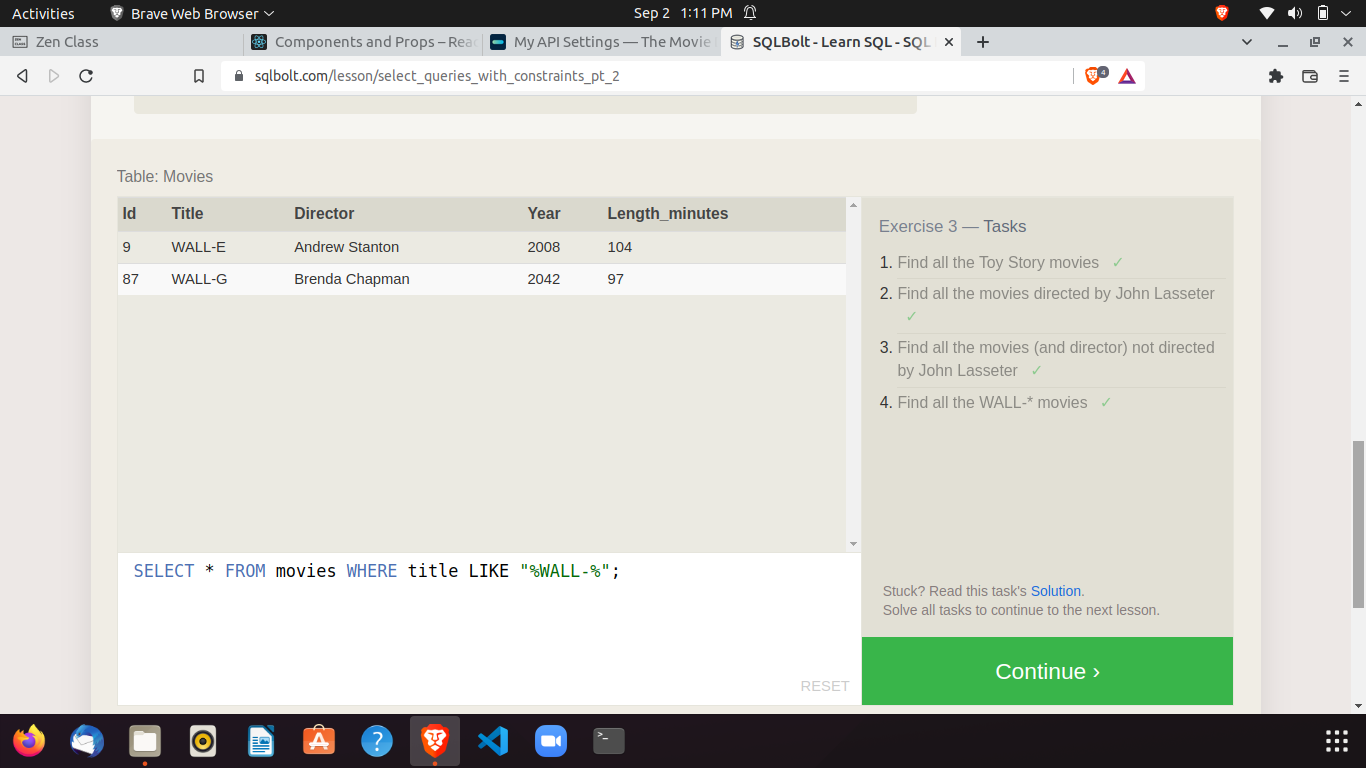 Activities
Brave Web Browser
Sep 2 1:11 PM
Zen Class
Components and Props – Rea
My API Settings — The Movie
SQLBolt - Learn SQL - SQL
sqlbolt.com/lesson/select_queries_with_constraints_pt_2
4
Table: Movies
Id Title Director Year Length_minutes
9 WALL-E Andrew Stanton 2008 104
87 WALL-G Brenda Chapman 2042 97
SELECT * FROM movies WHERE title LIKE "%WALL-%";
RESET
Exercise 3 — Tasks
1. Find all the Toy Story movies ✓
2. Find all the movies directed by John Lasseter
✓
3. Find all the movies (and director) not directed
by John Lasseter ✓
4. Find all the WALL-* movies ✓
Stuck? Read this task's Solution.
Solve all tasks to continue to the next lesson.
Continue ›